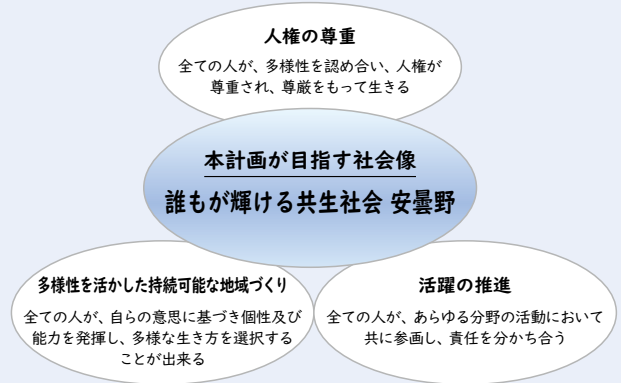 人権の尊重
全ての人が、多様性を認め合い、人権が
尊重され、尊厳をもって生きる
本計画が目指す社会像
誰もが輝ける共生社会 安曇野
多様性を活かした持続可能な地域づくり
全ての人が、自らの意思に基づき個性及び
能力を発揮し、多様な生き方を選択する
ことが出来る
活躍の推進
全ての人が、あらゆる分野の活動において
共に参画し、責任を分かち合う